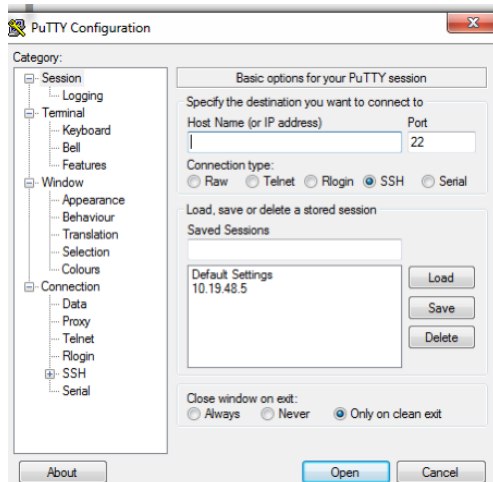 PuTTY Configuration
Category:
Session
Logging
Terminal
Keyboard
Bell
Features
Window
Appearance
Behaviour
Translation
Selection
Colours
Connection
Data
Proxy
Telnet
Rlogin
SSH
Serial
Basic options for your PuTTY session
Specify the destination you want to connect to
Host Name (or IP address) Port
22
Connection type:
Raw Telnet Rlogin SSH Serial
Load, save or delete a stored session
Saved Sessions
Default Settings
10.19.48.5
Load
Save
Delete
Close window on exit:
Always Never Only on clean exit
About Open Cancel